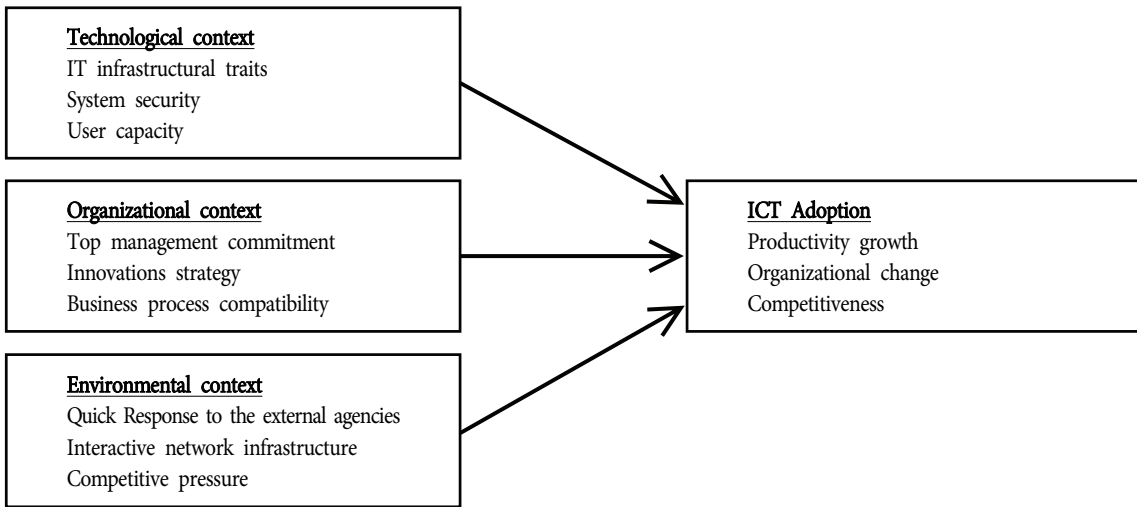 Technological context
IT infrastructural traits
System security
User capacity
Organizational context
Top management commitment
Innovations strategy
Business process compatibility
Environmental context
Quick Response to the external agencies
Interactive network infrastructure
Competitive pressure
ICT Adoption
Productivity growth
Organizational change
Competitiveness